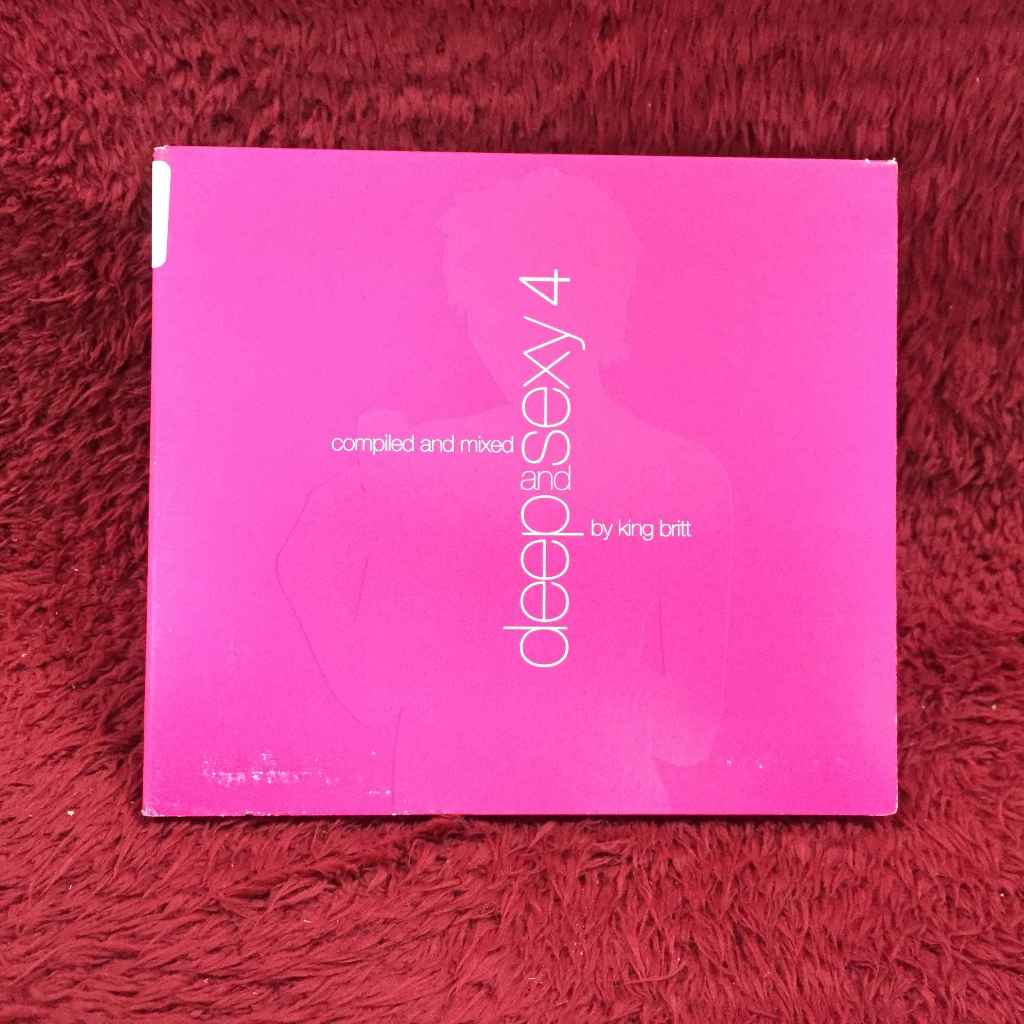 compiled and mixed
deep and sexy 4
by king britt